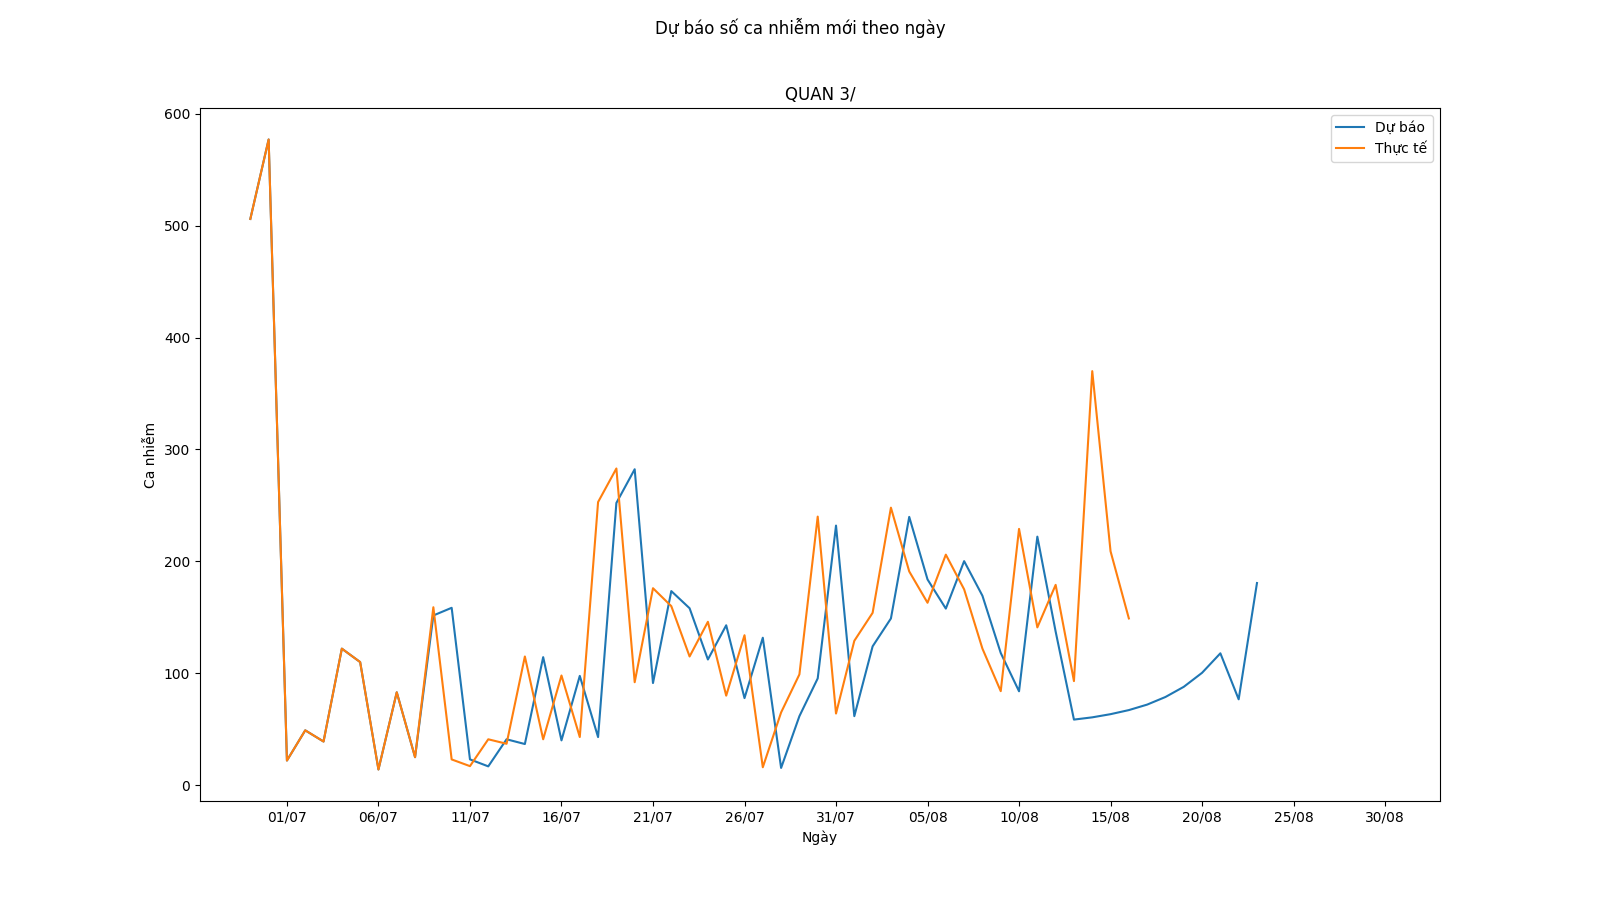 Dự báo số ca nhiễm mới theo ngày
QUAN 3/
Dự báo
Thực tế
600
500
400
300
200
100
0
Ca nhiễm
01/07 06/07 11/07 16/07 21/07 26/07 31/07 05/08 10/08 15/08 20/08 25/08 30/08
Ngày